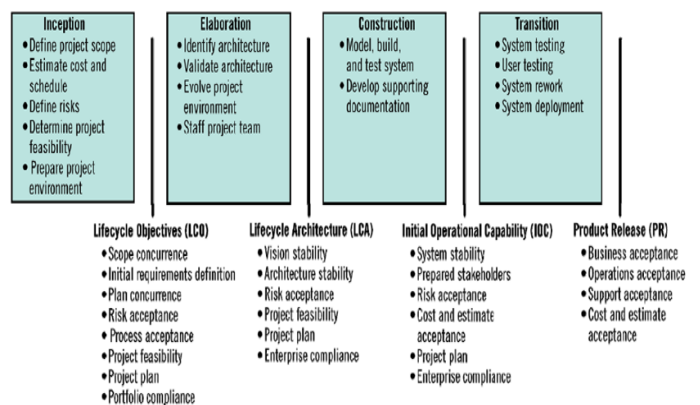 Inception
• Define project scope
• Estimate cost and
schedule
• Define risks
• Determine project
feasibility
• Prepare project
environment
Elaboration
• Identify architecture
• Validate architecture
• Evolve project
environment
• Staff project team
Construction
• Model, build,
and test system
• Develop supporting
documentation
Transition
• System testing
• User testing
• System rework
• System deployment
Lifecycle Objectives (LCO)
• Scope concurrence
• Initial requirements definition
• Plan concurrence
• Risk acceptance
• Process acceptance
• Project feasibility
• Project plan
• Portfolio compliance
Lifecycle Architecture (LCA)
• Vision stability
• Architecture stability
• Risk acceptance
• Project feasibility
• Project plan
• Enterprise compliance
Initial Operational Capability (IOC)
• System stability
• Prepared stakeholders
• Risk acceptance
• Cost and estimate
acceptance
• Project plan
• Enterprise compliance
Product Release (PR)
• Business acceptance
• Operations acceptance
• Support acceptance
• Cost and estimate
acceptance